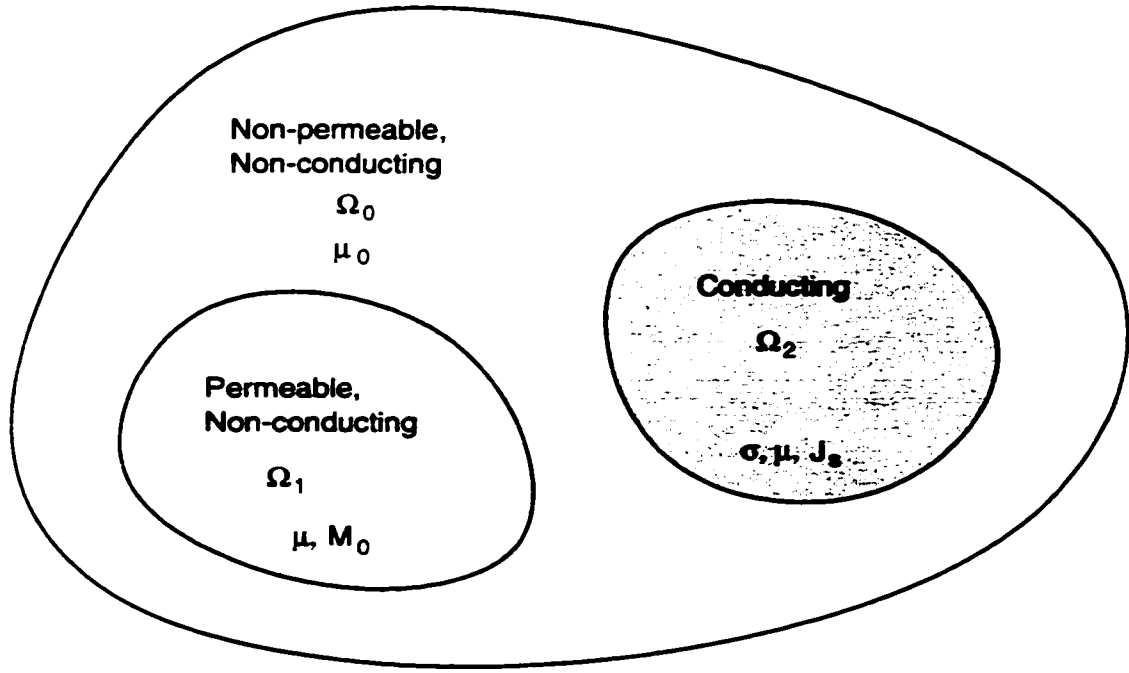 Non-permeable,
Non-conducting
Ω₀
μ₀
Conducting
Ω₂
σ, μ, Jₛ
Permeable,
Non-conducting
Ω₁
μ, M₀